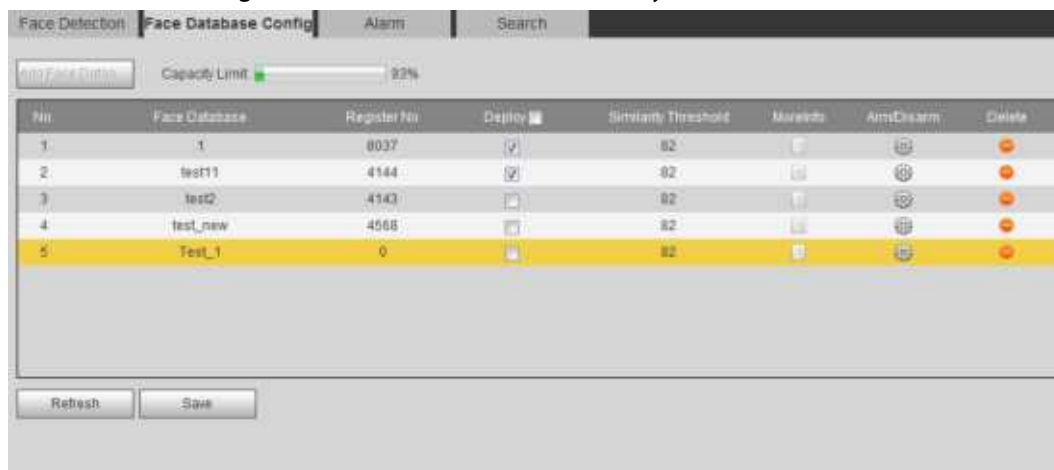 Face Detection Face Database Config Alarm Search
Capacity Limit 93%
No Face Database Register No Deploy Similarity Threshold MoreInfo Arm/Disarm Delete
1 1 8037 82
2 test11 4144 82
3 test2 4143 82
4 test_new 4568 82
5 Test_1 0 82
Refresh Save